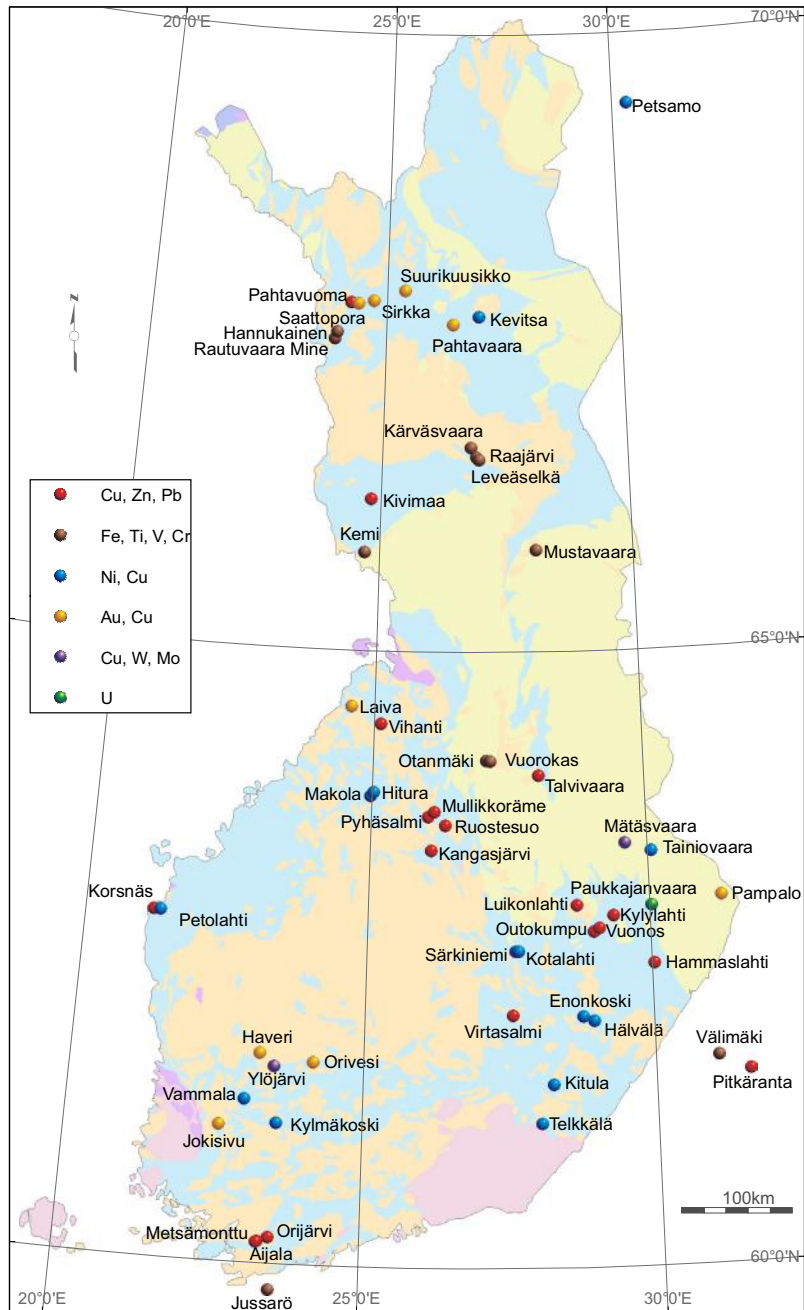 20°0'E
25°0'E
30°0'E
70°0'N
Petsamo
Suurikuusikko
Pahtavuoma
Sirkka
Kevitsa
Saattopora
Hannukainen
Pahtavaara
Rautuvaara Mine
N
Kärväsvaara
Raajärvi
Leveäselkä
Cu, Zn, Pb
Kivimaa
Fe, Ti, V, Cr
Kemi
Mustavaara
Ni, Cu
Au, Cu
65°0'N
Cu, W, Mo
U
Laiva
Vihanti
Otanmäki
Vuorokas
Talvivaara
Makola
Hitura
Mullikkoräme
Pyhäsalmi
Ruostesuo
Mätäsvaara
Tainiovaara
Kangasjärvi
Paukkajanvaara
Pampalo
Korsnäs
Petolahti
Luikonlahti
Kylylahti
Outokumpu
Vuonos
Särkiniemi
Kotalahti
Hammaslahti
Enonkoski
Virtasalmi
Hälvälä
Haveri
Välimäki
Orivesi
Ylöjärvi
Pitkäranta
Vammala
Kitula
Jokisivu
Kylmäkoski
Telkkälä
100km
Metsämonttu
Orijärvi
Aijala
60°0'N
Jussarö
20°0'E
25°0'E
30°0'E